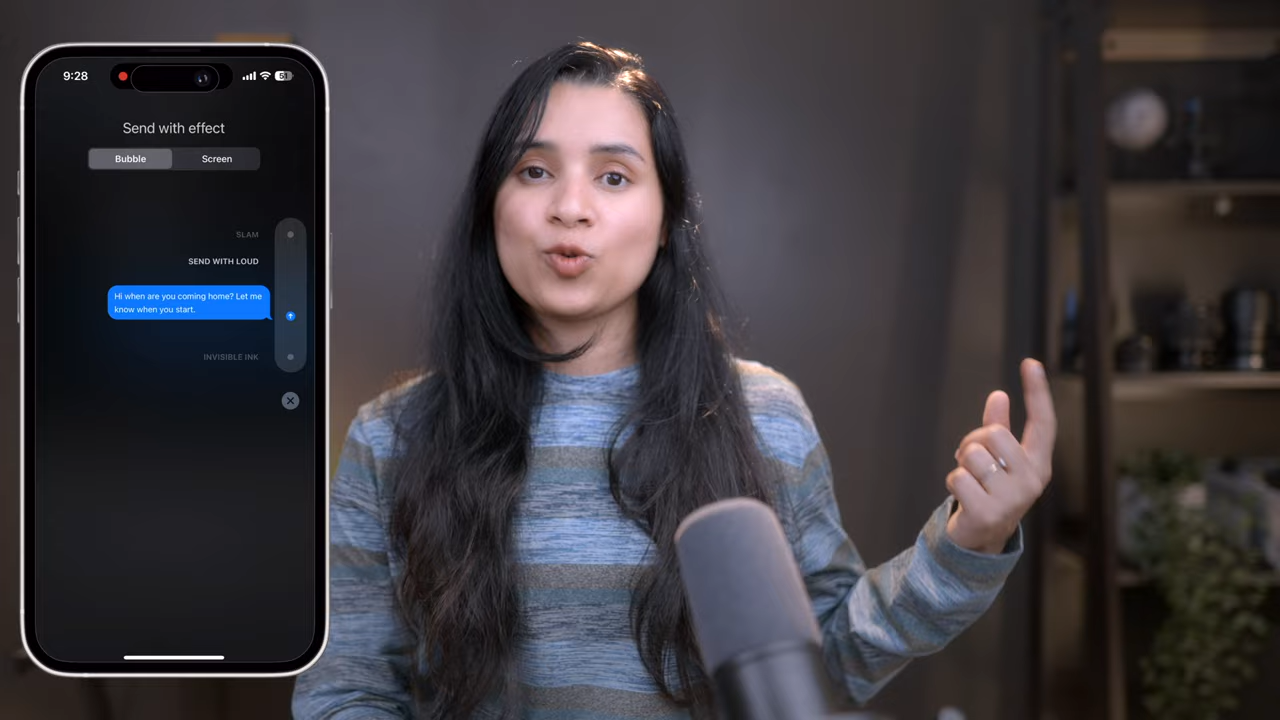 9:28
51
Send with effect
Bubble
Screen
SLAM
SEND WITH LOUD
Hi when are you coming home? Let me
know when you start.
INVISIBLE INK